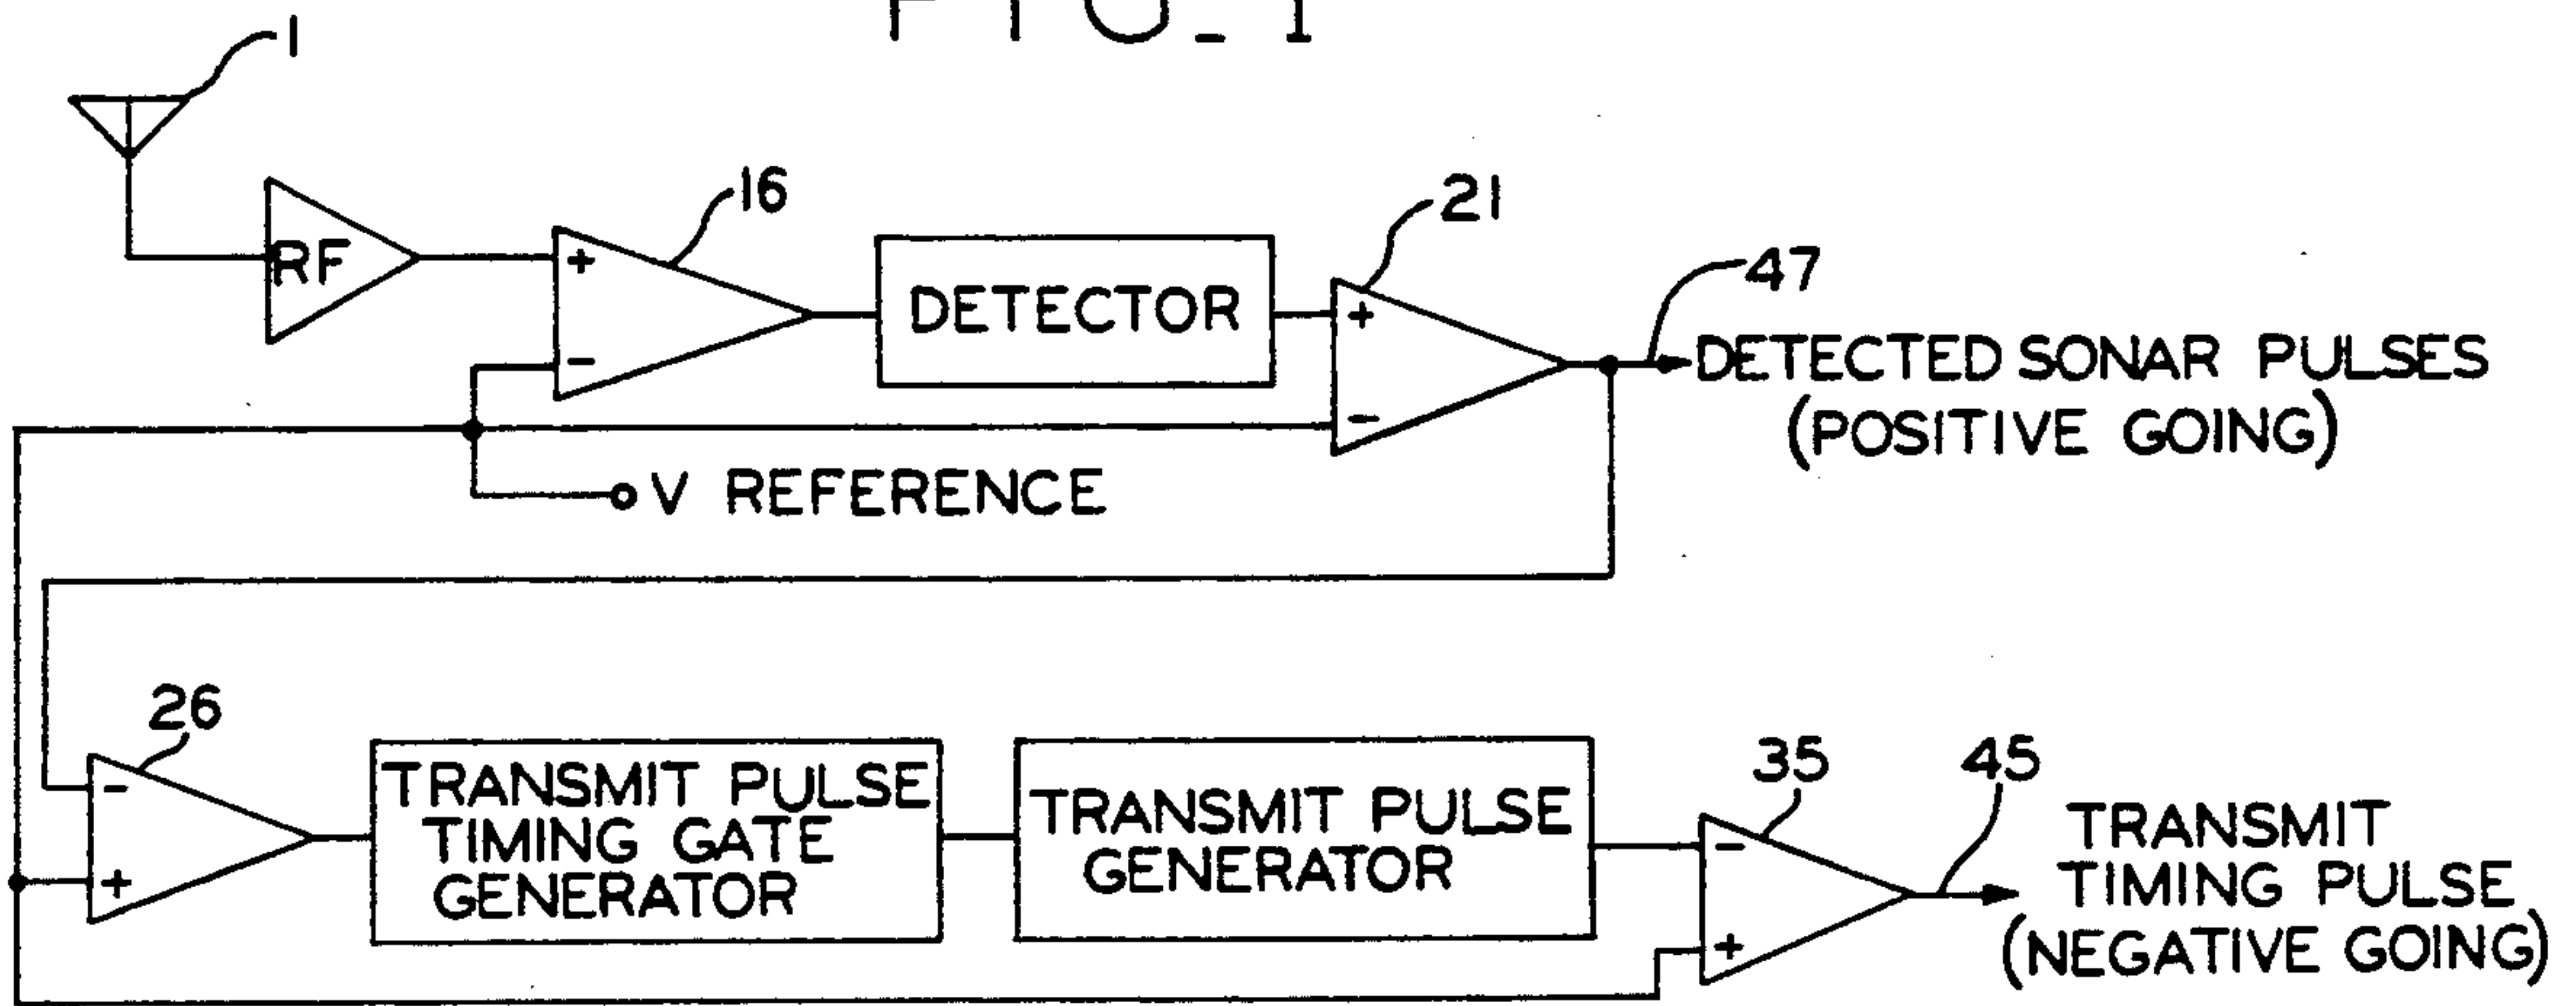 FIG_1
1
RF
+
-
16
DETECTOR
+
-
21
47
DETECTED SONAR PULSES
(POSITIVE GOING)
V REFERENCE
26
-
+
TRANSMIT PULSE
TIMING GATE
GENERATOR
TRANSMIT PULSE
GENERATOR
35
-
+
45
TRANSMIT
TIMING PULSE
(NEGATIVE GOING)